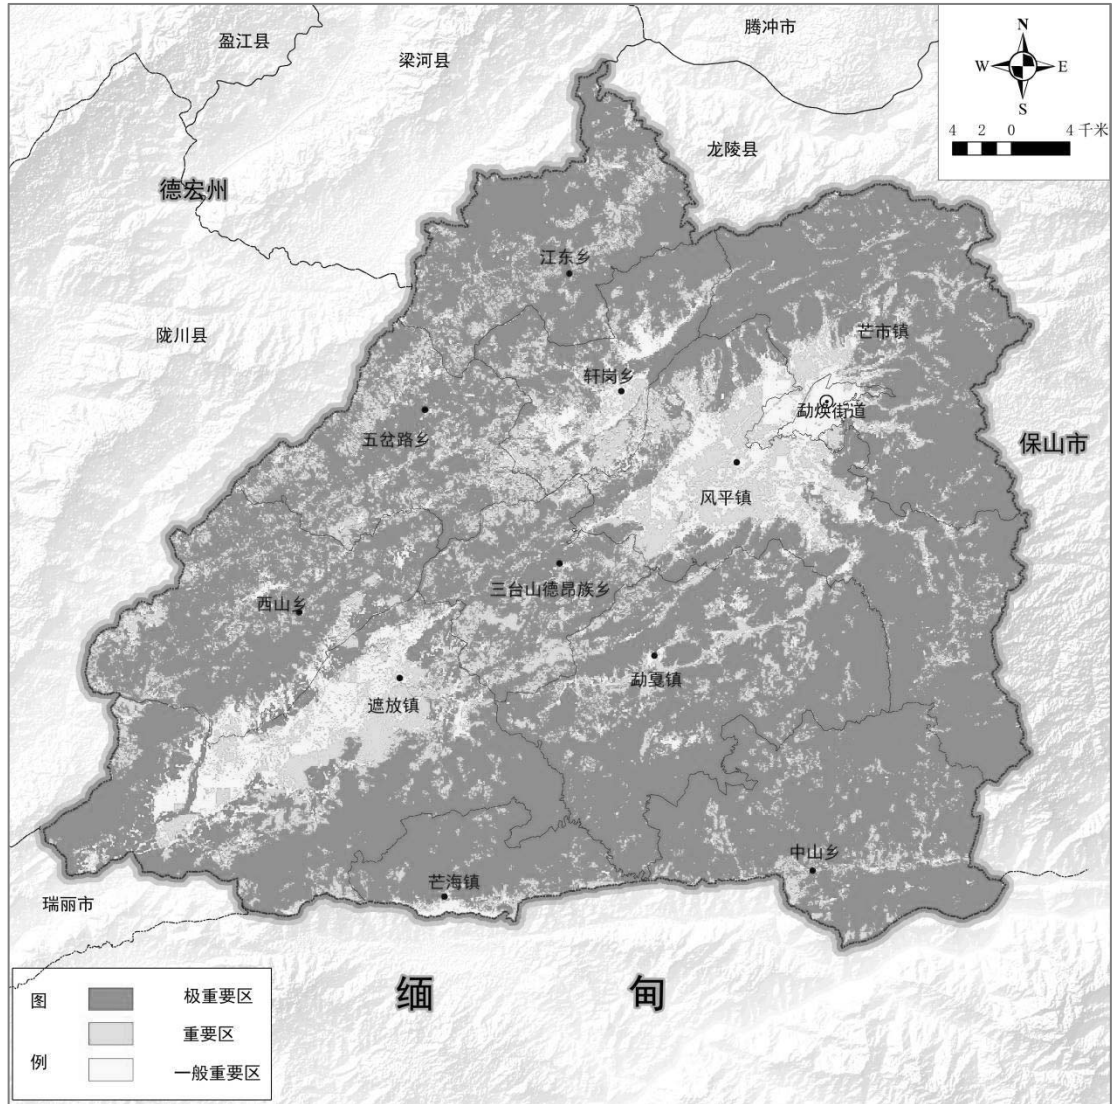 盈江县
腾冲市
梁河县
N
W
E
S
4 2 0 4 千米
龙陵县
德宏州
江东乡
陇川县
芒市镇
轩岗乡
勐焕街道
五岔路乡
保山市
风平镇
三台山德昂族乡
西山乡
勐戛镇
遮放镇
中山乡
芒海镇
瑞丽市
缅 甸
图 例
极重要区
重要区
一般重要区